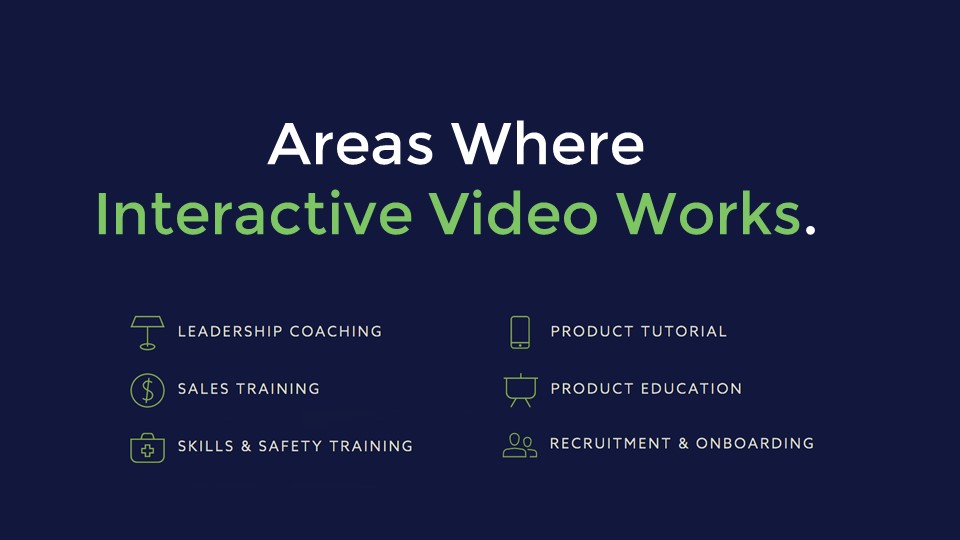 Areas Where
Interactive Video Works.
LEADERSHIP COACHING
SALES TRAINING
SKILLS & SAFETY TRAINING
PRODUCT TUTORIAL
PRODUCT EDUCATION
RECRUITMENT & ONBOARDING